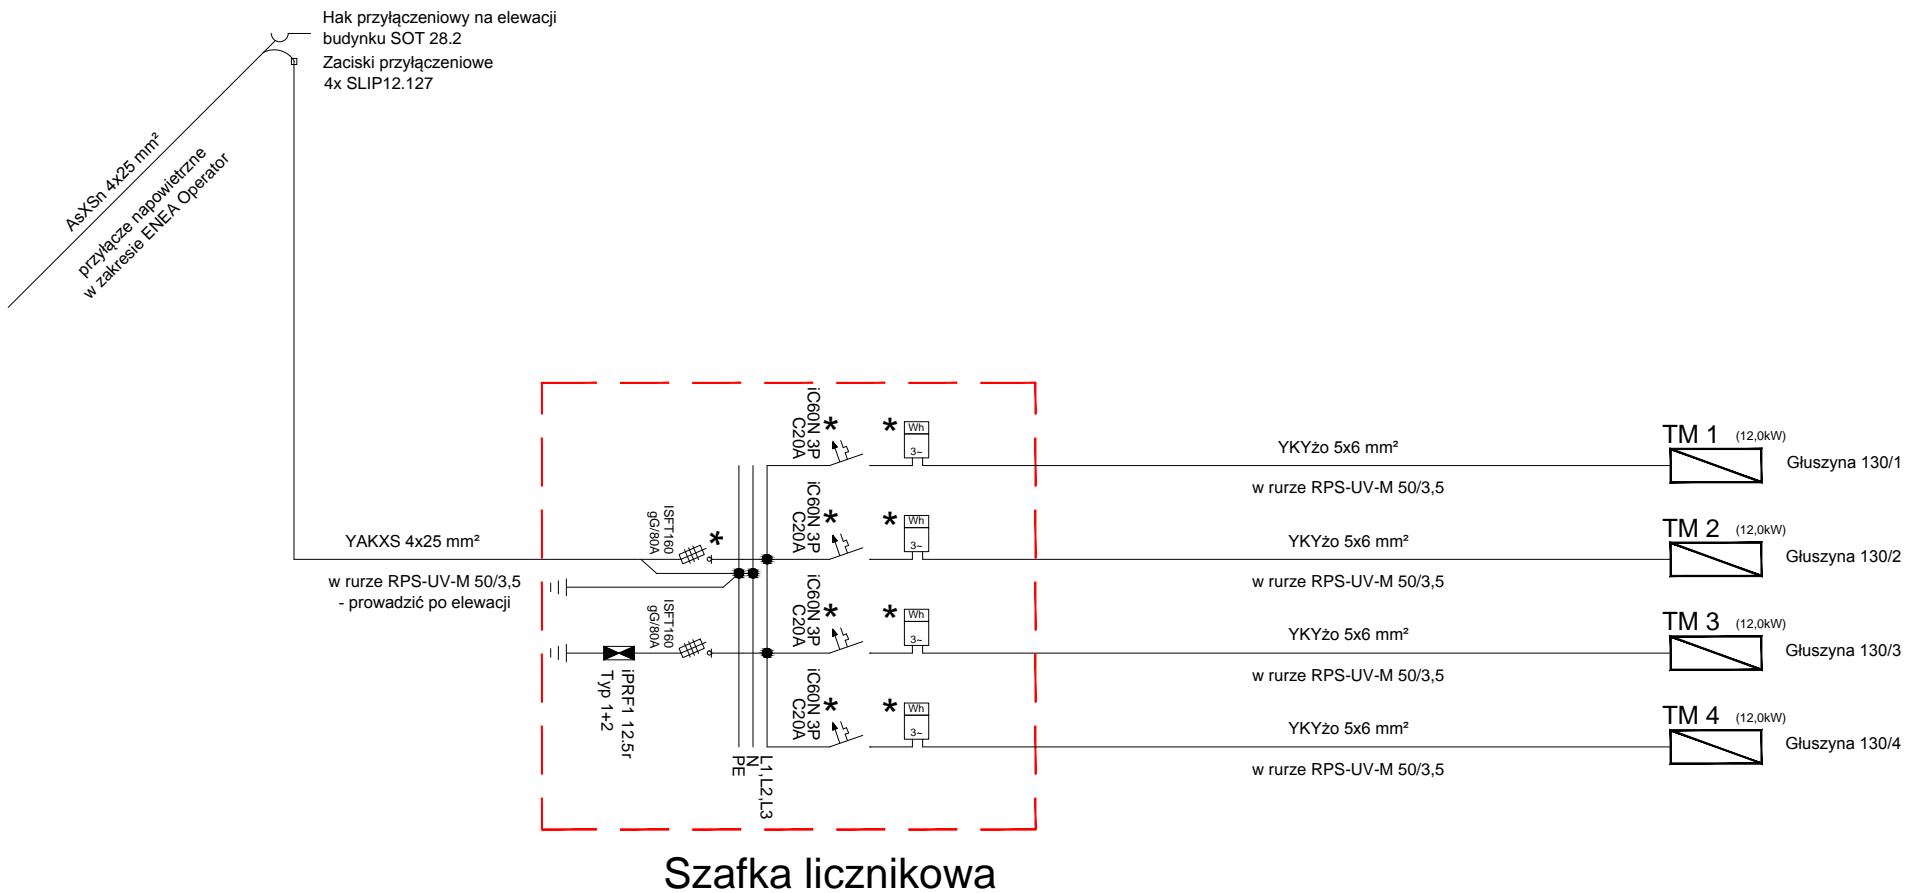 Hak przyłączeniowy na elewacji
budynku SOT 28.2
Zaciski przyłączeniowe
4x SLIP12.127
AsXSn 4x25 mm²
przyłącze napowietrzne
w zakresie ENEA Operator
YAKXS 4x25 mm²
w rurze RPS-UV-M 50/3,5
- prowadzić po elewacji
ISFT160
gG/80A
*
ISFT160
gG/80A
iPRF1 12.5r
Typ 1+2
L1,L2,L3
N
PE
iC60N 3P
C20A
*
*
Wh
3~
YKYżo 5x6 mm²
w rurze RPS-UV-M 50/3,5
TM 1 (12,0kW)
Głuszyna 130/1
iC60N 3P
C20A
*
*
Wh
3~
YKYżo 5x6 mm²
w rurze RPS-UV-M 50/3,5
TM 2 (12,0kW)
Głuszyna 130/2
iC60N 3P
C20A
*
*
Wh
3~
YKYżo 5x6 mm²
w rurze RPS-UV-M 50/3,5
TM 3 (12,0kW)
Głuszyna 130/3
iC60N 3P
C20A
*
*
Wh
3~
YKYżo 5x6 mm²
w rurze RPS-UV-M 50/3,5
TM 4 (12,0kW)
Głuszyna 130/4
Szafka licznikowa